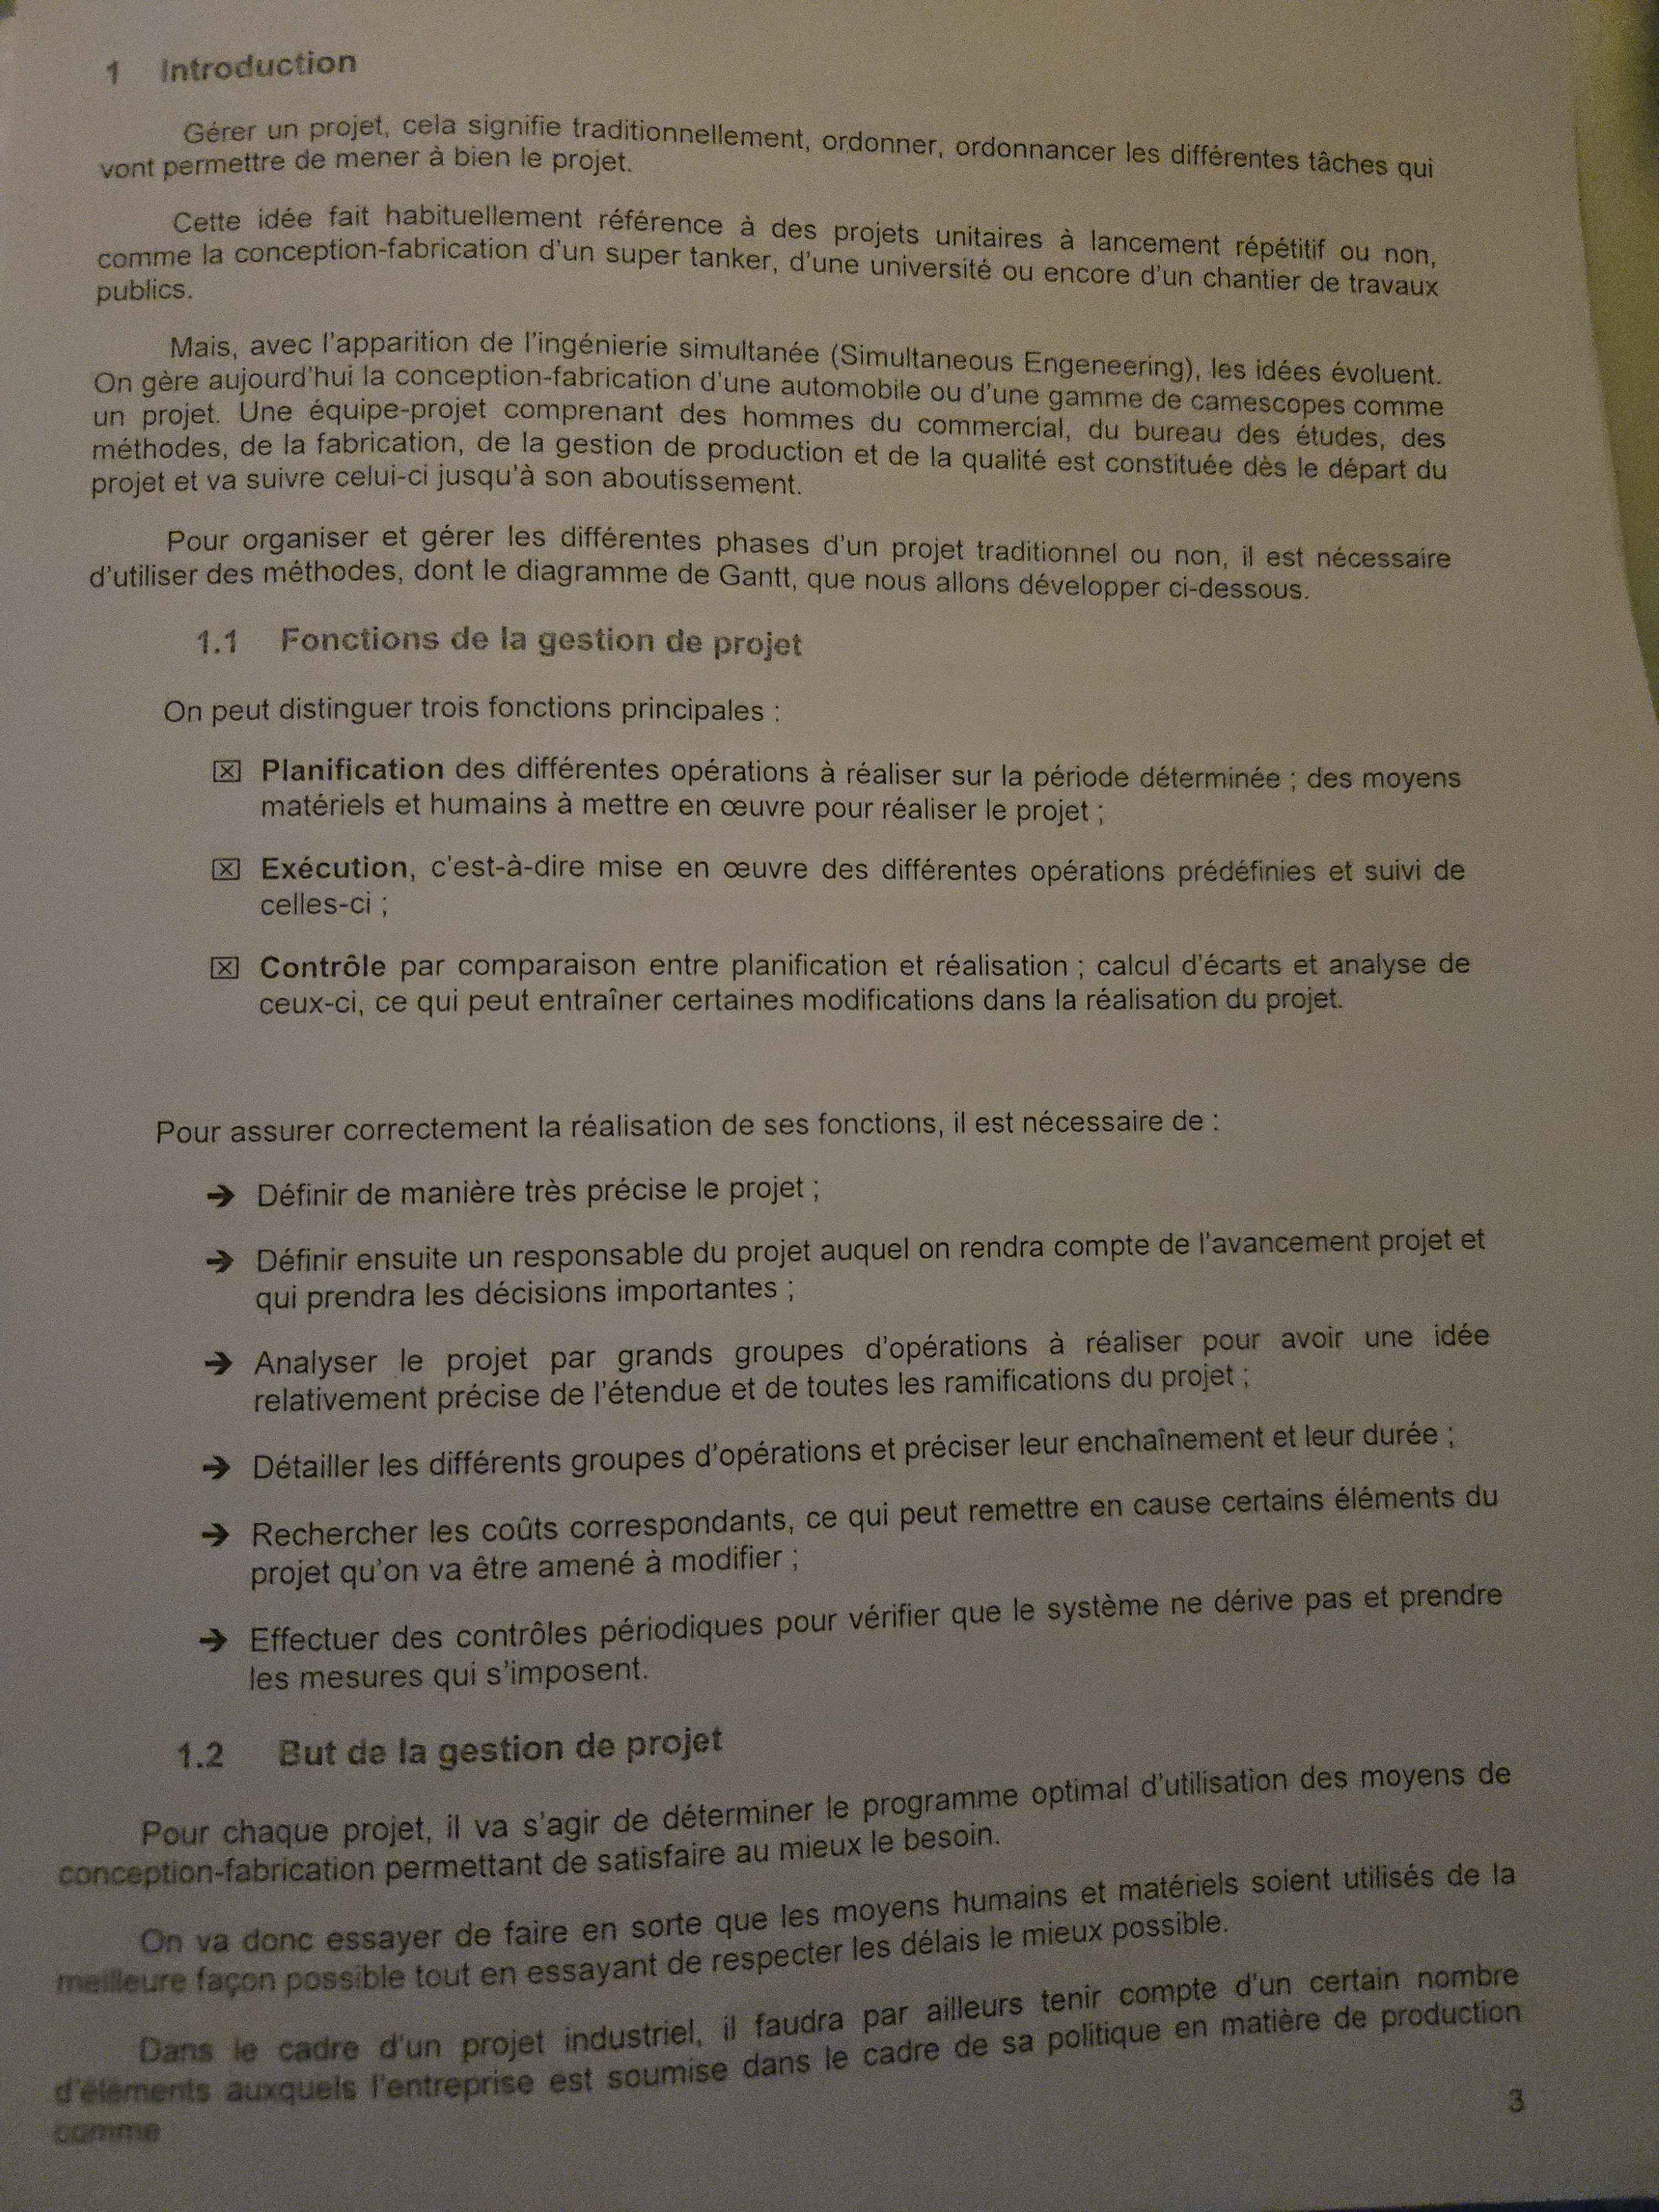 1 Introduction
Gérer un projet, cela signifie traditionnellement, ordonner, ordonnancer les différentes tâches qui
vont permettre de mener à bien le projet.
Cette idée fait habituellement référence à des projets unitaires à lancement répétitif ou non,
comme la conception-fabrication d'un super tanker, d'une université ou encore d'un chantier de travaux
publics.
Mais, avec l'apparition de l'ingénierie simultanée (Simultaneous Engeneering), les idées évoluent.
On gère aujourd'hui la conception-fabrication d'une automobile ou d'une gamme de camescopes comme
un projet. Une équipe-projet comprenant des hommes du commercial, du bureau des études, des
méthodes, de la fabrication, de la gestion de production et de la qualité est constituée dès le départ du
projet et va suivre celui-ci jusqu'à son aboutissement.
Pour organiser et gérer les différentes phases d'un projet traditionnel ou non, il est nécessaire
d'utiliser des méthodes, dont le diagramme de Gantt, que nous allons développer ci-dessous.
1.1 Fonctions de la gestion de projet
On peut distinguer trois fonctions principales :
☒ Planification des différentes opérations à réaliser sur la période déterminée ; des moyens
matériels et humains à mettre en œuvre pour réaliser le projet ;
☒ Exécution, c'est-à-dire mise en œuvre des différentes opérations prédéfinies et suivi de
celles-ci ;
☒ Contrôle par comparaison entre planification et réalisation ; calcul d'écarts et analyse de
ceux-ci, ce qui peut entraîner certaines modifications dans la réalisation du projet.
Pour assurer correctement la réalisation de ses fonctions, il est nécessaire de :
➔ Définir de manière très précise le projet ;
➔ Définir ensuite un responsable du projet auquel on rendra compte de l'avancement projet et
qui prendra les décisions importantes ;
➔ Analyser le projet par grands groupes d'opérations à réaliser pour avoir une idée
relativement précise de l'étendue et de toutes les ramifications du projet ;
➔ Détailler les différents groupes d'opérations et préciser leur enchaînement et leur durée ;
➔ Rechercher les coûts correspondants, ce qui peut remettre en cause certains éléments du
projet qu'on va être amené à modifier ;
➔ Effectuer des contrôles périodiques pour vérifier que le système ne dérive pas et prendre
les mesures qui s'imposent.
1.2 But de la gestion de projet
Pour chaque projet, il va s'agir de déterminer le programme optimal d'utilisation des moyens de
conception-fabrication permettant de satisfaire au mieux le besoin.
On va donc essayer de faire en sorte que les moyens humains et matériels soient utilisés de la
meilleure façon possible tout en essayant de respecter les délais le mieux possible.
Dans le cadre d'un projet industriel, il faudra par ailleurs tenir compte d'un certain nombre
d'éléments auxquels l'entreprise est soumise dans le cadre de sa politique en matière de production
comme
3